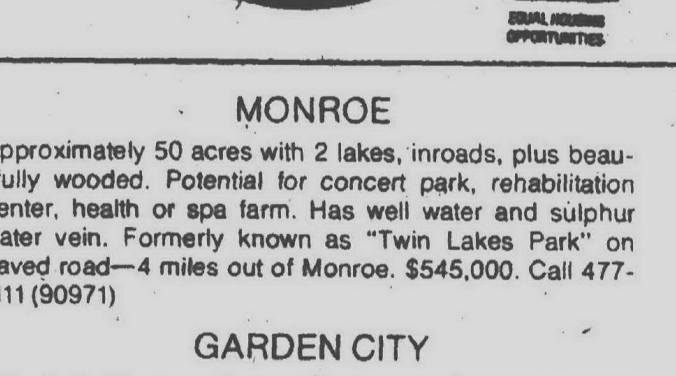 EQUAL HOUSING
OPPORTUNITIES
MONROE
pproximately 50 acres with 2 lakes, inroads, plus beau-
fully wooded. Potential for concert park, rehabilitation
enter, health or spa farm. Has well water and sulphur
ater vein. Formerly known as "Twin Lakes Park" on
aved road—4 miles out of Monroe. $545,000. Call 477-
111 (90971)
GARDEN CITY